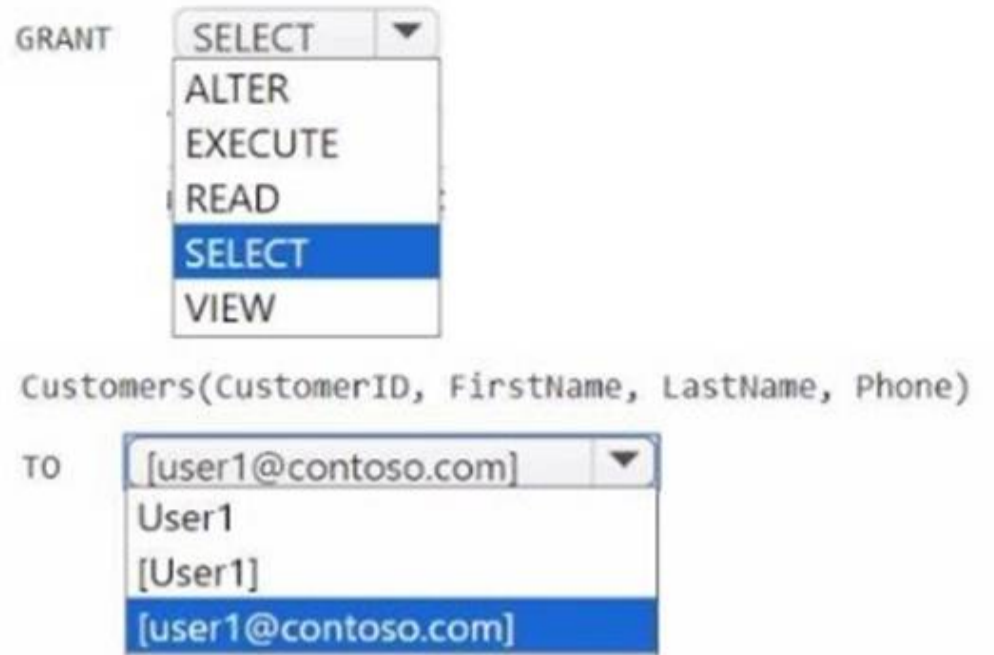 GRANT SELECT
ALTER
EXECUTE
READ
SELECT
VIEW
Customers(CustomerID, FirstName, LastName, Phone)
TO [user1@contoso.com]
User1
[User1]
[user1@contoso.com]